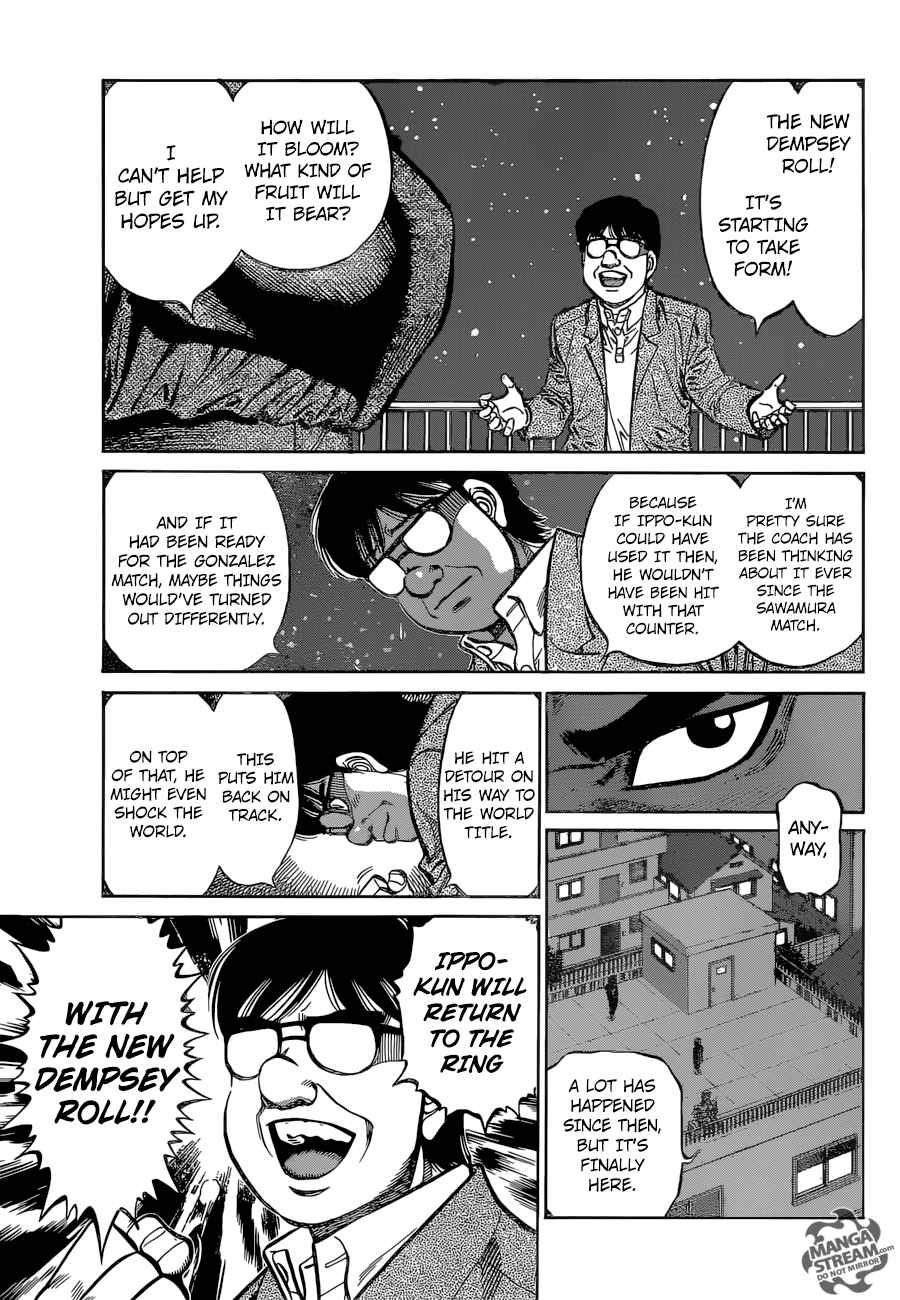 THE NEW
DEMPSEY
ROLL!
IT'S
STARTING
TO TAKE
FORM!
HOW WILL
IT BLOOM?
WHAT KIND OF
FRUIT WILL
IT BEAR?
I
CAN'T HELP
BUT GET MY
HOPES UP.
I'M
PRETTY SURE
THE COACH HAS
BEEN THINKING
ABOUT IT EVER
SINCE THE
SAWAMURA
MATCH.
BECAUSE
IF IPPO-KUN
COULD HAVE
USED IT THEN,
HE WOULDN'T
HAVE BEEN HIT
WITH THAT
COUNTER.
AND IF IT
HAD BEEN READY
FOR THE GONZALEZ
MATCH, MAYBE THINGS
WOULD'VE TURNED
OUT DIFFERENTLY.
HE HIT A
DETOUR ON
HIS WAY TO
THE WORLD
TITLE.
THIS
PUTS HIM
BACK ON
TRACK.
ON TOP
OF THAT, HE
MIGHT EVEN
SHOCK THE
WORLD.
ANY-
WAY,
A LOT HAS
HAPPENED
SINCE THEN,
BUT IT'S
FINALLY
HERE.
IPPO-
KUN WILL
RETURN
TO THE
RING
WITH
THE NEW
DEMPSEY
ROLL!!
MANGA
STREAM.com
DO NOT MIRROR